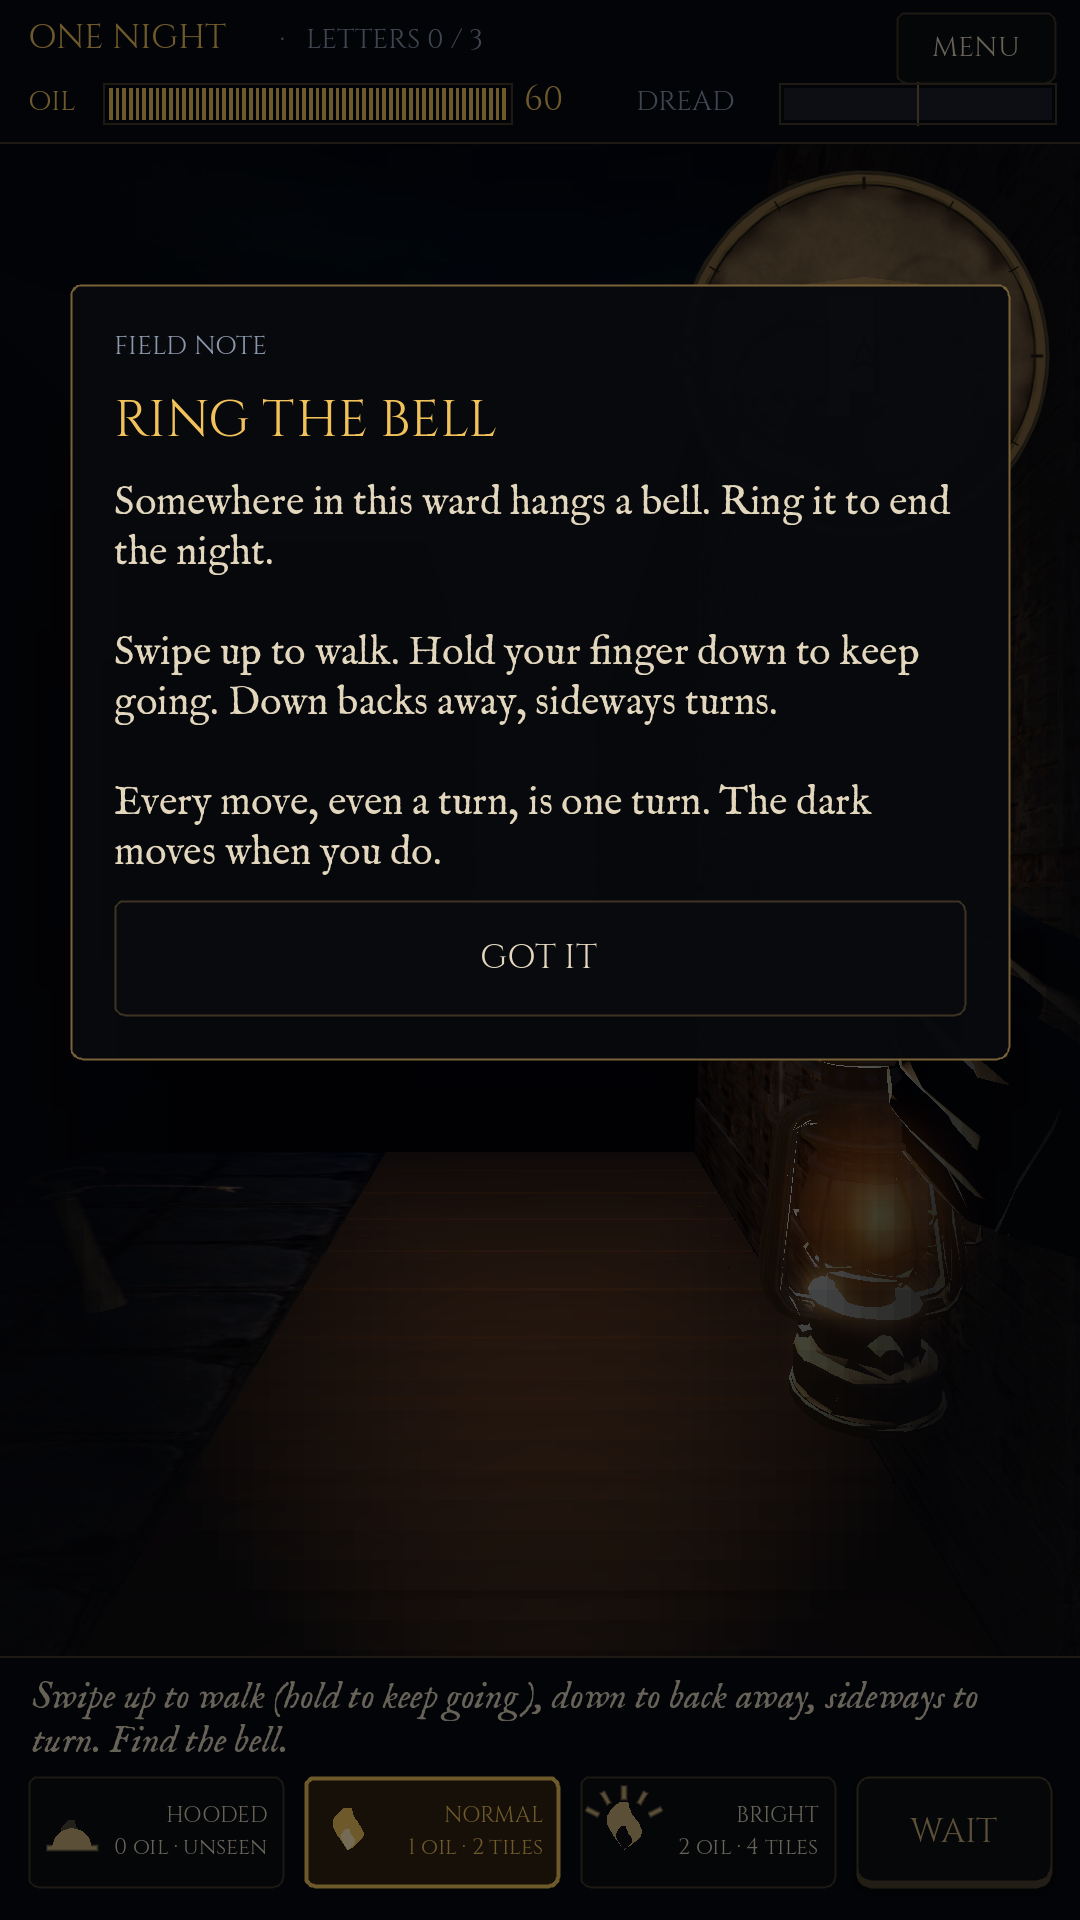 ONE NIGHT · LETTERS 0 / 3
MENU
OIL 60 DREAD
FIELD NOTE
RING THE BELL
Somewhere in this ward hangs a bell. Ring it to end
the night.
Swipe up to walk. Hold your finger down to keep
going. Down backs away, sideways turns.
Every move, even a turn, is one turn. The dark
moves when you do.
GOT IT
Swipe up to walk (hold to keep going), down to back away, sideways to
turn. Find the bell.
HOODED
0 OIL · UNSEEN
NORMAL
1 OIL · 2 TILES
BRIGHT
2 OIL · 4 TILES
WAIT